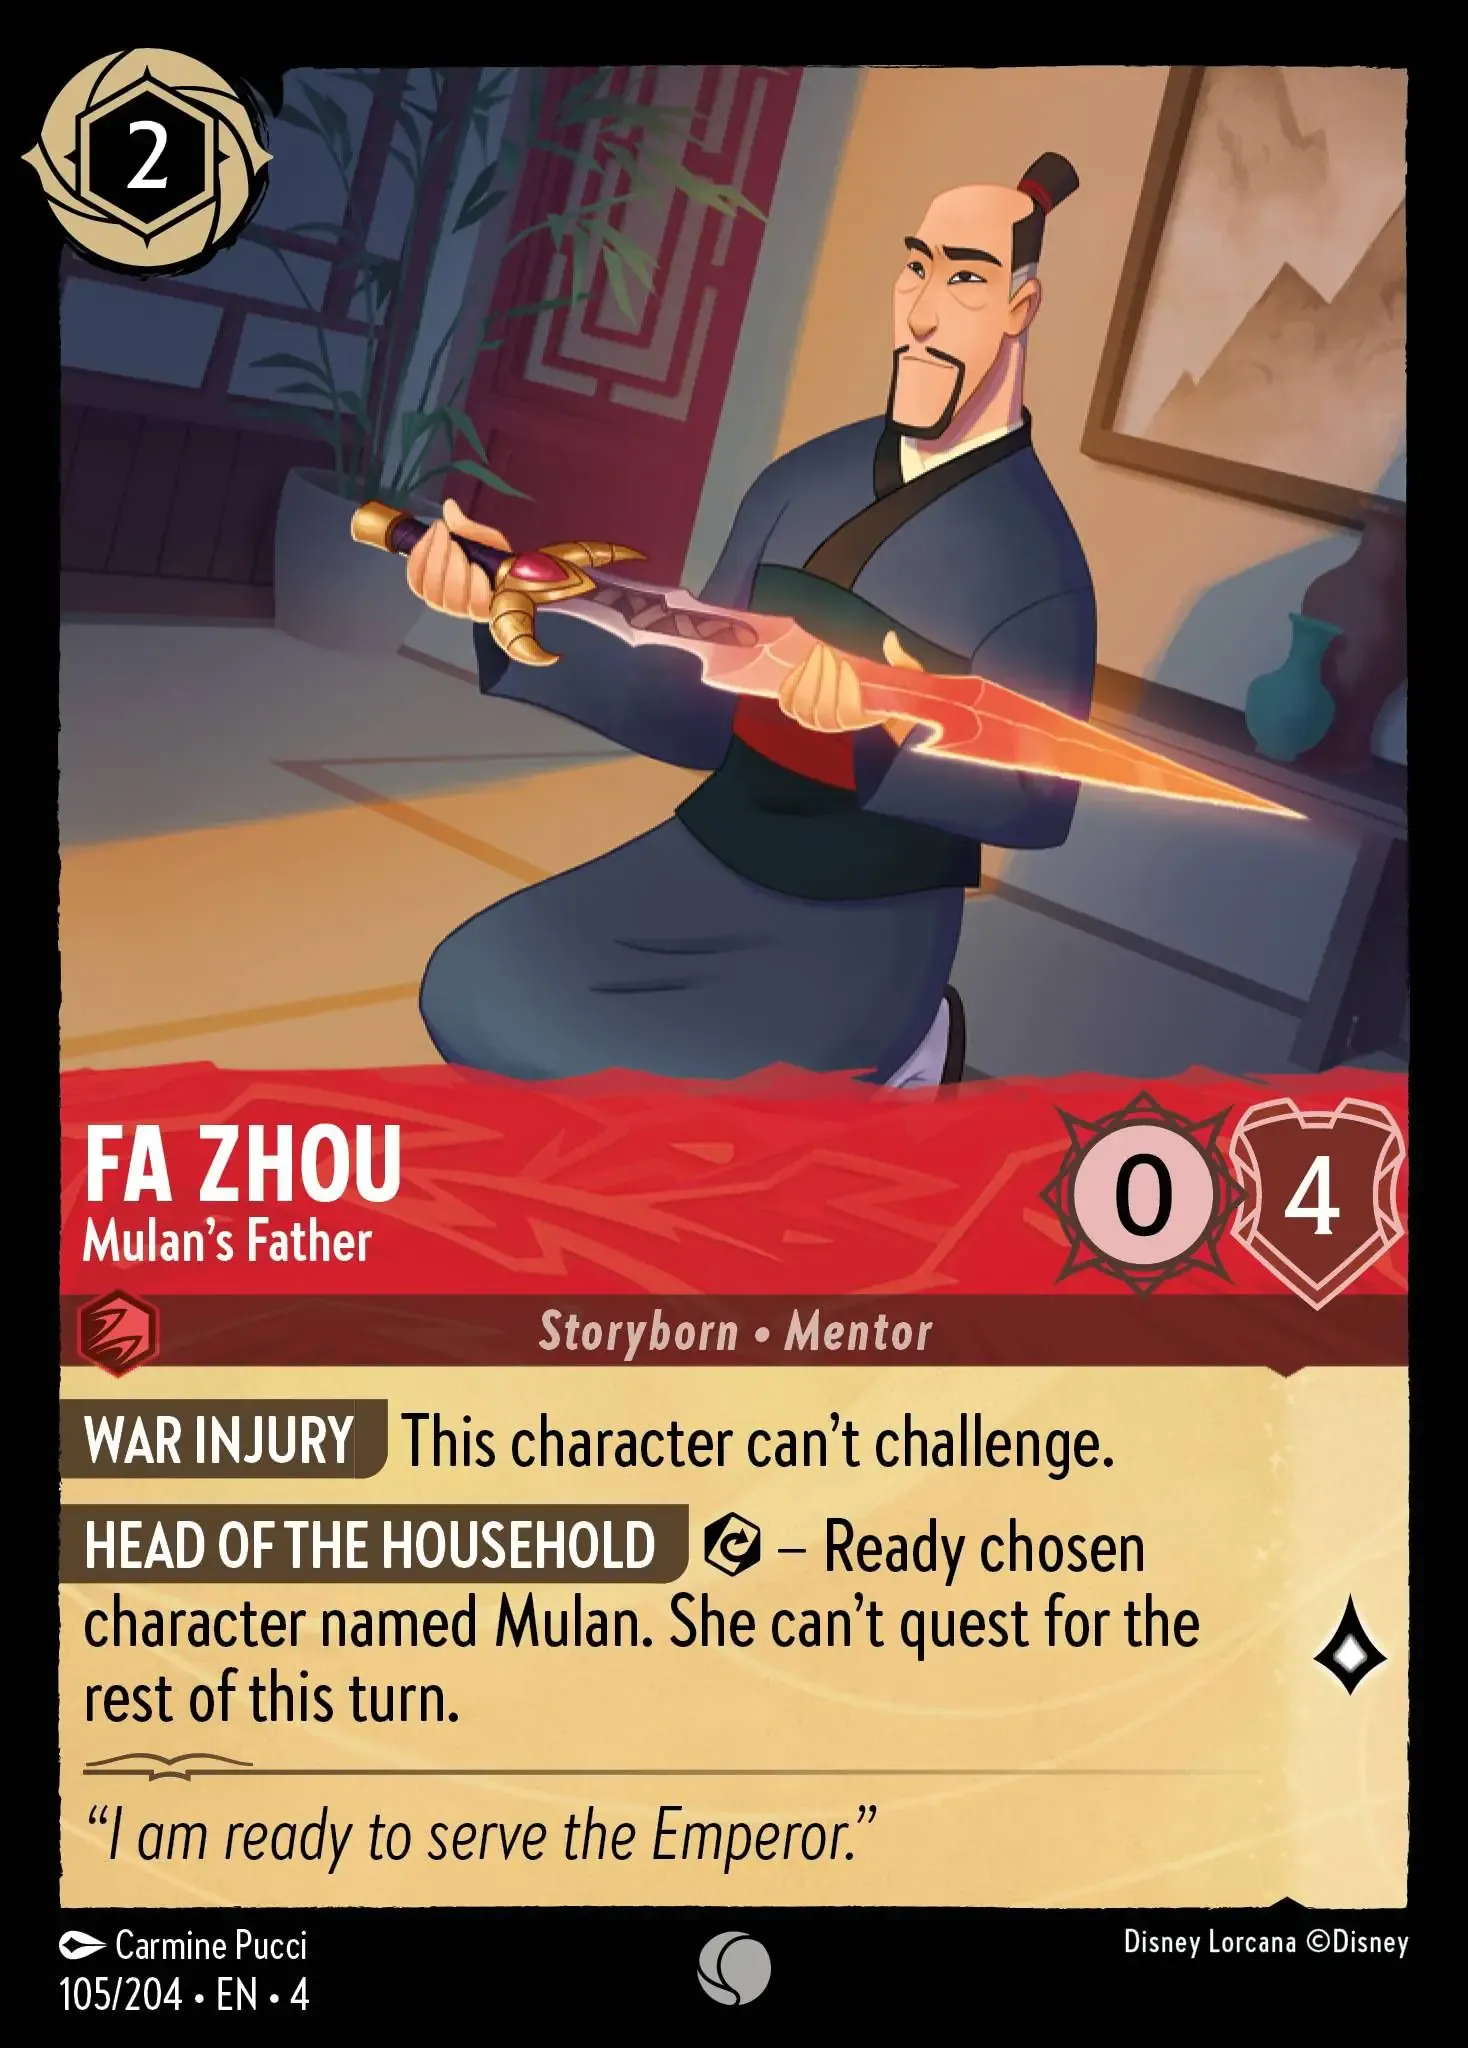 2
FA ZHOU
Mulan’s Father
0
4
Storyborn • Mentor
WAR INJURY This character can’t challenge.
HEAD OF THE HOUSEHOLD – Ready chosen
character named Mulan. She can’t quest for the
rest of this turn.
“I am ready to serve the Emperor.”
Carmine Pucci
Disney Lorcana ©Disney
105/204 • EN • 4